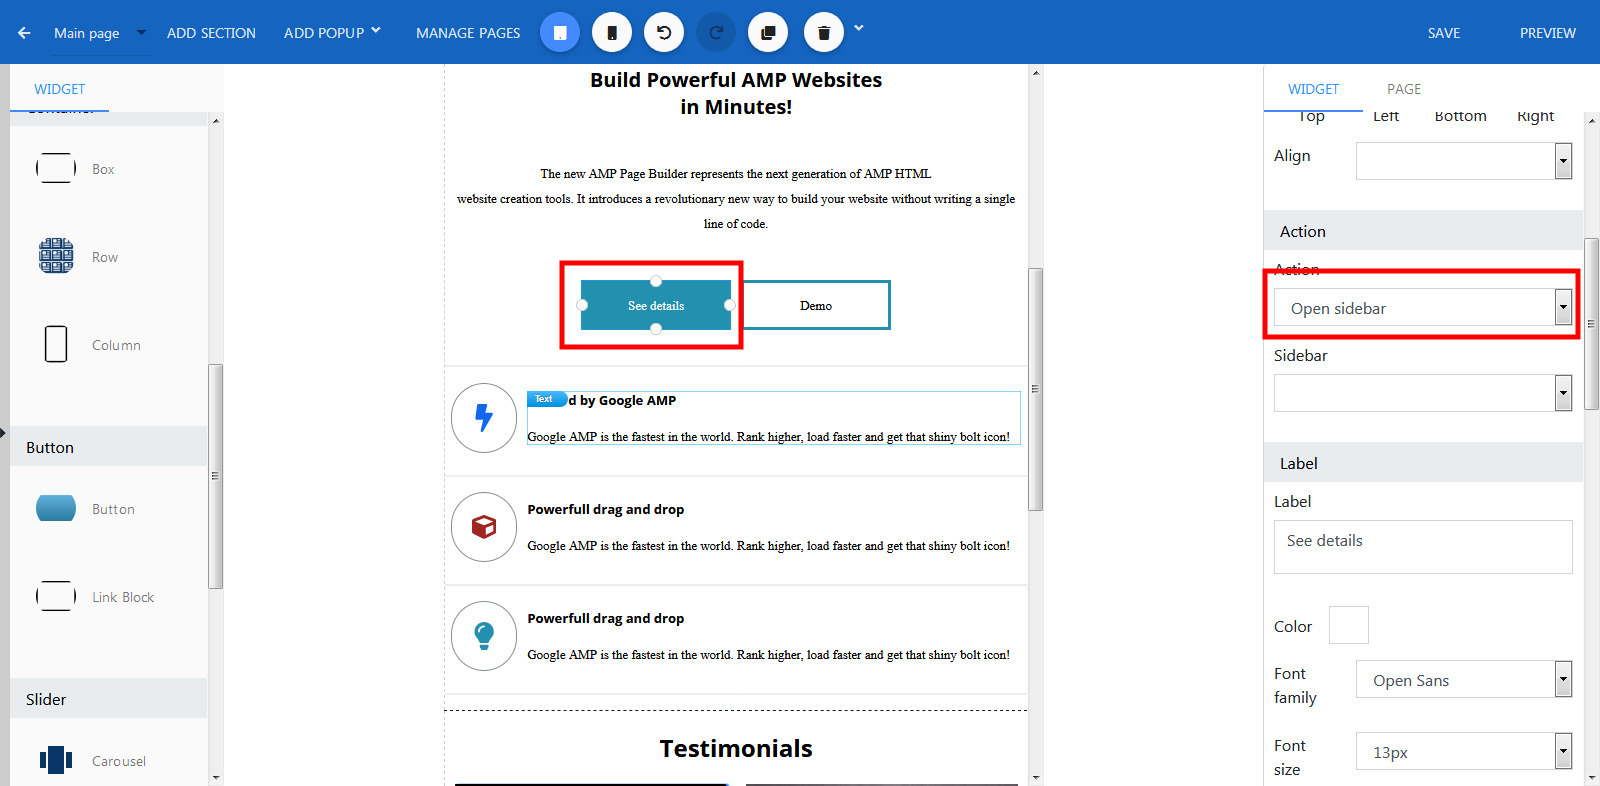 Main page
ADD SECTION
ADD POPUP
MANAGE PAGES
SAVE
PREVIEW
WIDGET
Container
Box
Row
Column
Button
Button
Link Block
Slider
Carousel
Build Powerful AMP Websites
in Minutes!
The new AMP Page Builder represents the next generation of AMP HTML
website creation tools. It introduces a revolutionary new way to build your website without writing a single
line of code.
See details
Demo
Text
d by Google AMP
Google AMP is the fastest in the world. Rank higher, load faster and get that shiny bolt icon!
Powerfull drag and drop
Google AMP is the fastest in the world. Rank higher, load faster and get that shiny bolt icon!
Powerfull drag and drop
Google AMP is the fastest in the world. Rank higher, load faster and get that shiny bolt icon!
Testimonials
WIDGET
PAGE
Top
Left
Bottom
Right
Align
Action
Action
Open sidebar
Sidebar
Label
Label
See details
Color
Font
family
Open Sans
Font
size
13px